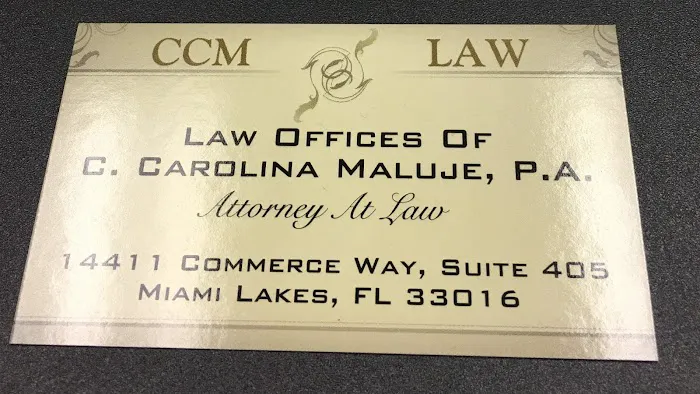 CCM LAW
LAW OFFICES OF
C. CAROLINA MALUJE, P.A.
Attorney At Law
14411 COMMERCE WAY, SUITE 405
MIAMI LAKES, FL 33016